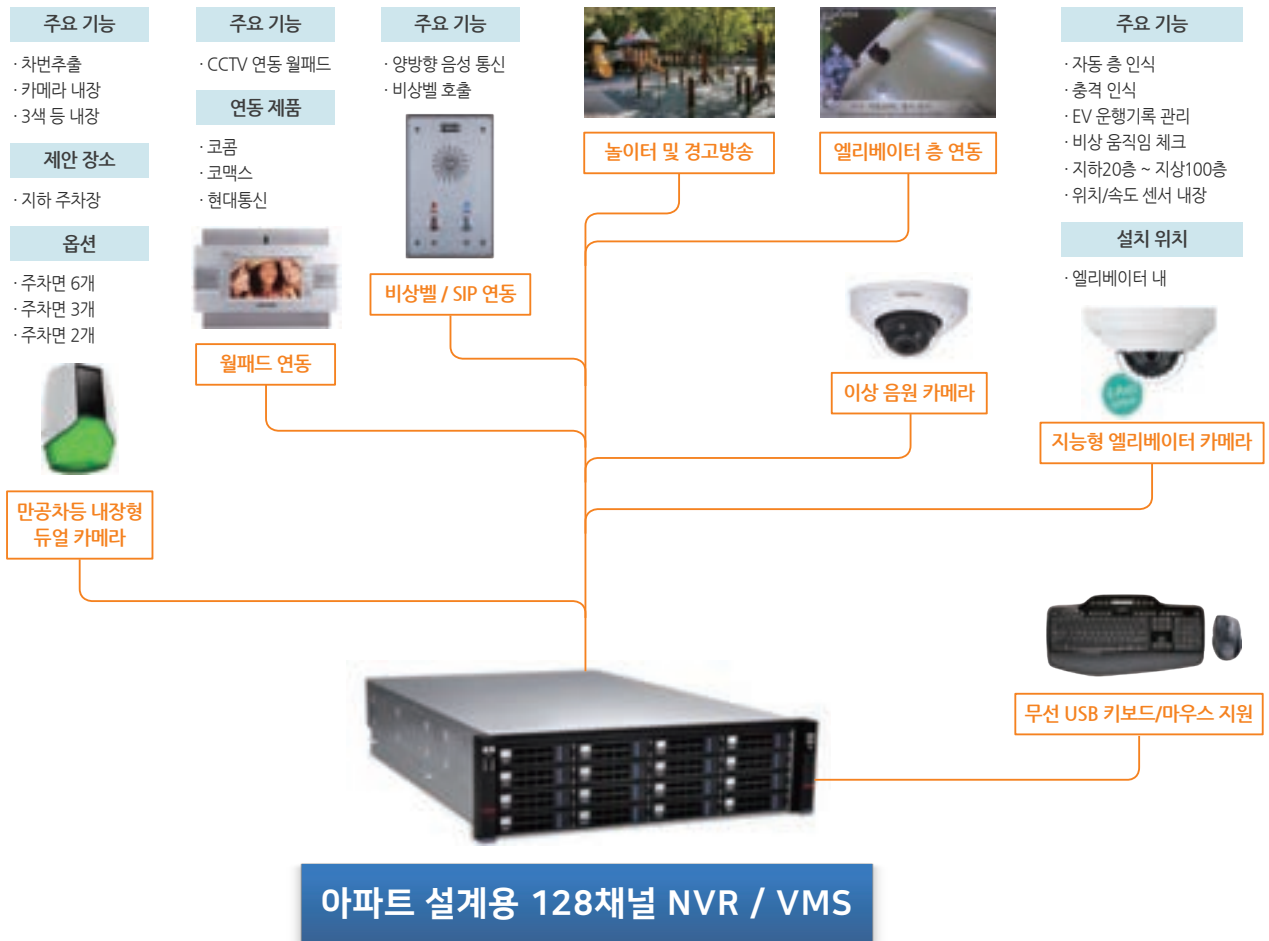 주요 기능
· 차번추출
· 카메라 내장
· 3색 등 내장
제안 장소
· 지하 주차장
옵션
· 주차면 6개
· 주차면 3개
· 주차면 2개
만공차등 내장형
듀얼 카메라
주요 기능
· CCTV 연동 월패드
연동 제품
· 코콤
· 코맥스
· 현대통신
월패드 연동
주요 기능
· 양방향 음성 통신
· 비상벨 호출
비상벨 / SIP 연동
놀이터 및 경고방송
엘리베이터 층 연동
이상 음원 카메라
주요 기능
· 자동 층 인식
· 충격 인식
· EV 운행기록 관리
· 비상 움직임 체크
· 지하20층 ~ 지상100층
· 위치/속도 센서 내장
설치 위치
· 엘리베이터 내
지능형 엘리베이터 카메라
무선 USB 키보드/마우스 지원
아파트 설계용 128채널 NVR / VMS